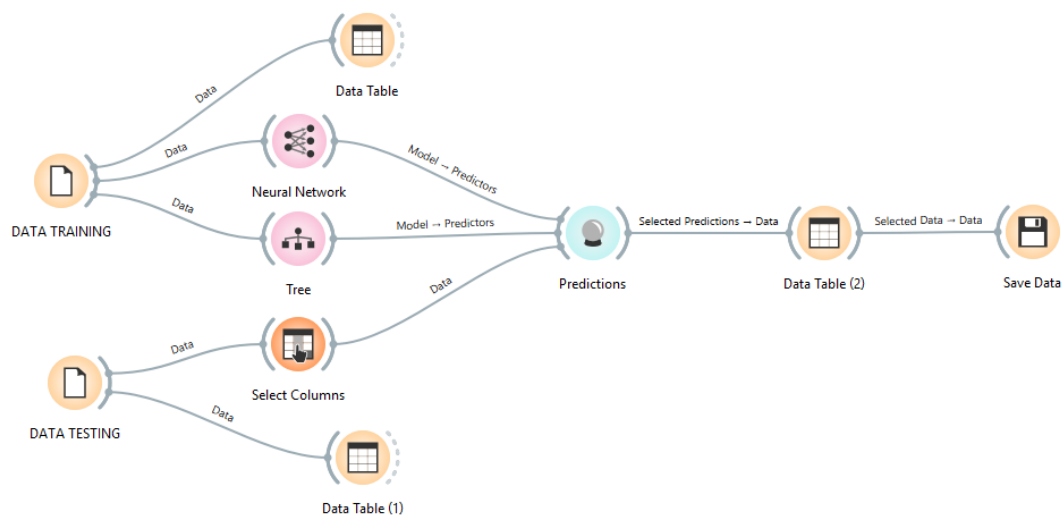 Data
Data Table
Data
Neural Network
Model → Predictors
DATA TRAINING
Data
Tree
Model → Predictors
Predictions
Selected Predictions → Data
Data Table (2)
Selected Data → Data
Save Data
Data
Select Columns
Data
DATA TESTING
Data
Data Table (1)